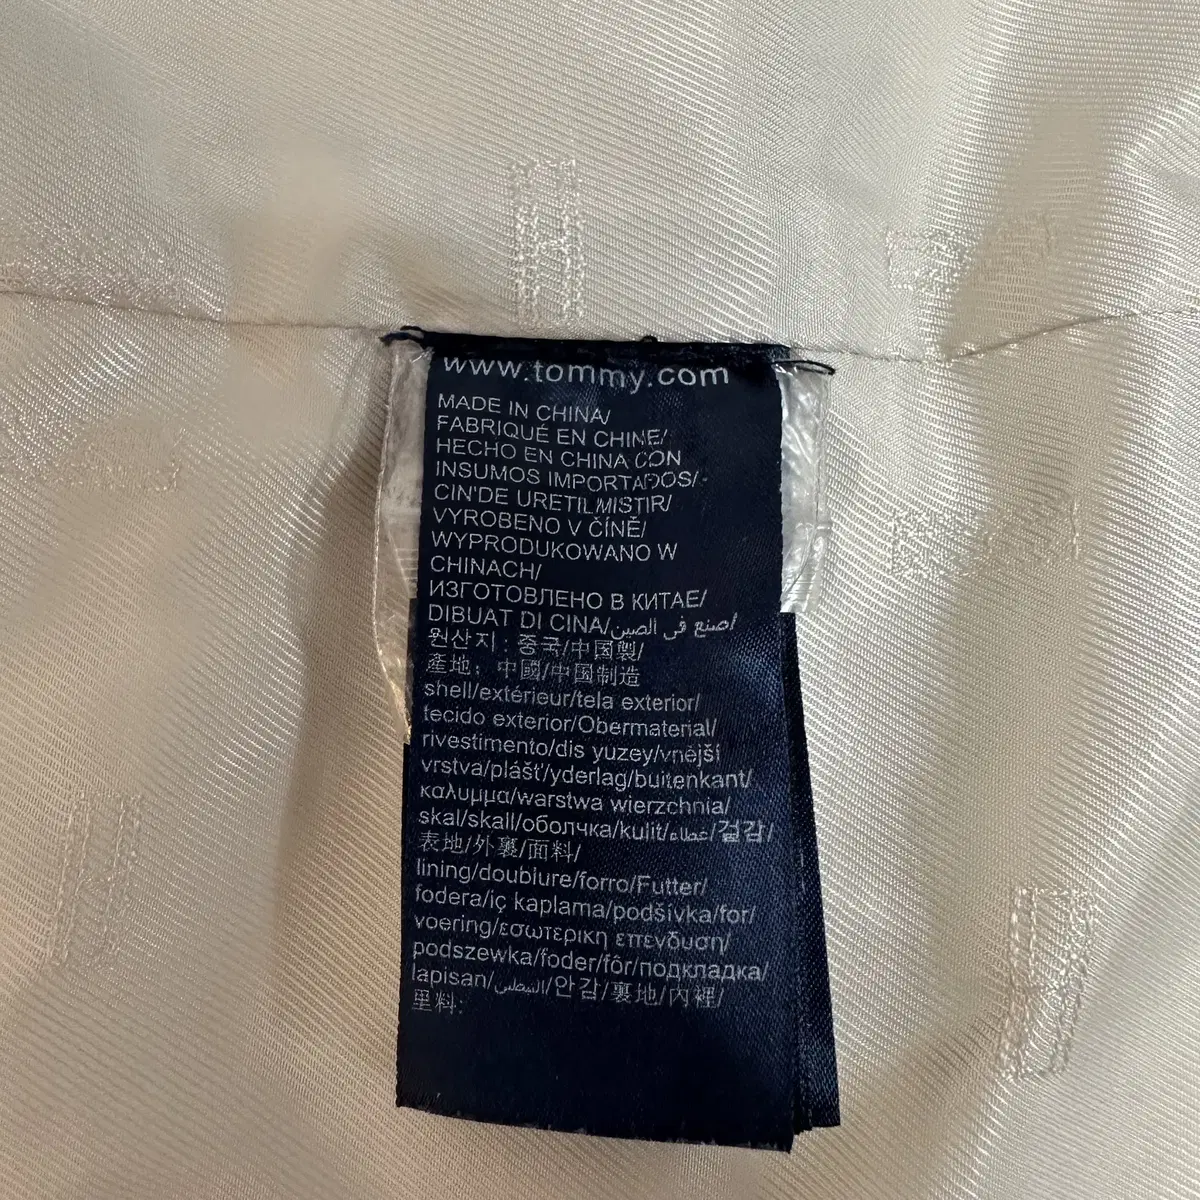 www.tommy.com
MADE IN CHINA/
FABRIQUÉ EN CHINE/
HECHO EN CHINA CON
INSUMOS IMPORTADOS/
CIN'DE URETILMISTIR/
VYROBENO V ČÍNĚ/
WYPRODUKOWANO W
CHINACH/
ИЗГОТОВЛЕНО В КИТАЕ/
DIBUAT DI CINA/صنع في الصين/
원산지: 중국/中国製/
產地: 中國/中国制造
shell/extérieur/tela exterior/
tecido exterior/Obermaterial/
rivestimento/dis yuzey/vnější
vrstva/plášť/yderlag/buitenkant/
καλυμμα/warstwa wierzchnia/
skal/skall/оболчка/kulit/غطاء/겉감/
表地/外裏/面料/
lining/doublure/forro/Futter/
fodera/iç kaplama/podšívka/for/
voering/εσωτερικη επενδυση/
podszewka/foder/fôr/подкладка/
lapisan/안감/裏地/內裡/
里料: